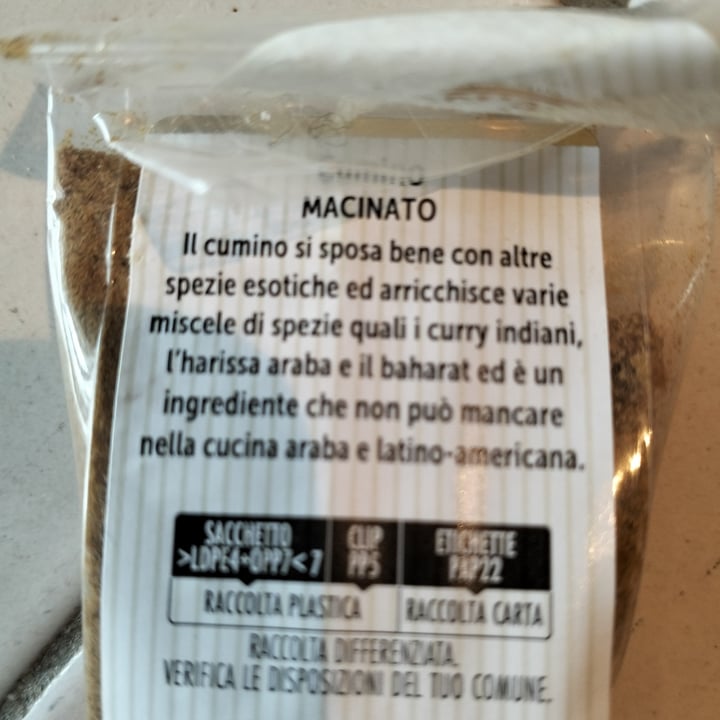 cumino
MACINATO
Il cumino si sposa bene con altre
spezie esotiche ed arricchisce varie
miscele di spezie quali i curry indiani,
l'harissa araba e il baharat ed è un
ingrediente che non può mancare
nella cucina araba e latino-americana.
SACCHETTO CLIP ETICHETTE
>LDPE4+OPP7<7 PP5 PAP22
RACCOLTA PLASTICA RACCOLTA CARTA
RACCOLTA DIFFERENZIATA.
VERIFICA LE DISPOSIZIONI DEL TUO COMUNE.